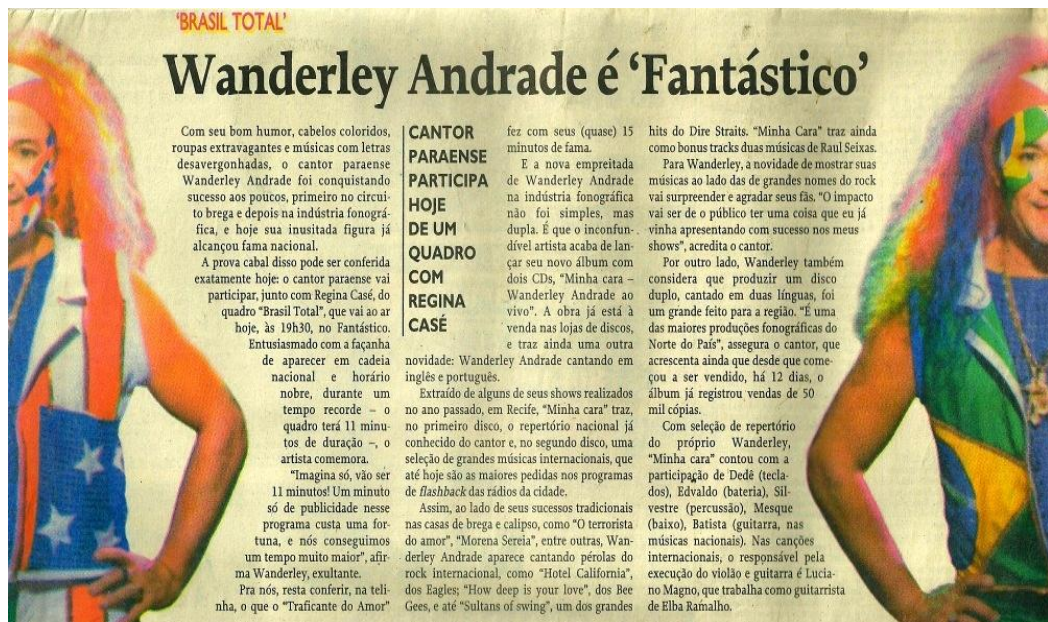 'BRASIL TOTAL'
Wanderley Andrade é 'Fantástico'
Com seu bom humor, cabelos coloridos,
roupas extravagantes e músicas com letras
desavergonhadas, o cantor paraense
Wanderley Andrade foi conquistando
sucesso aos poucos, primeiro no circui-
to brega e depois na indústria fonográ-
fica, e hoje sua inusitada figura já
alcançou fama nacional.
A prova cabal disso pode ser conferida
exatamente hoje: o cantor paraense vai
participar, junto com Regina Casé, do
quadro "Brasil Total", que vai ao ar
hoje, às 19h30, no Fantástico.
Entusiasmado com a façanha
de aparecer em cadeia
nacional e horário
nobre, durante um
tempo recorde – o
quadro terá 11 minu-
tos de duração –, o
artista comemora.
"Imagina só, vão ser
11 minutos! Um minuto
só de publicidade nesse
programa custa uma for-
tuna, e nós conseguimos
um tempo muito maior", afir-
ma Wanderley, exultante.
Pra nós, resta conferir, na teli-
nha, o que o "Traficante do Amor"
CANTOR
PARAENSE
PARTICIPA
HOJE
DE UM
QUADRO
COM
REGINA
CASÉ
fez com seus (quase) 15
minutos de fama.
E a nova empreitada
de Wanderley Andrade
na indústria fonográfica
não foi simples, mas
dupla. É que o inconfun-
dível artista acaba de lan-
çar seu novo álbum com
dois CDs, "Minha cara –
Wanderley Andrade ao
vivo". A obra já está à
venda nas lojas de discos,
e traz ainda uma outra
novidade: Wanderley Andrade cantando em
inglês e português.
Extraído de alguns de seus shows realizados
no ano passado, em Recife, "Minha cara" traz,
no primeiro disco, o repertório nacional já
conhecido do cantor e, no segundo disco, uma
seleção de grandes músicas internacionais, que
até hoje são as maiores pedidas nos programas
de flashback das rádios da cidade.
Assim, ao lado de seus sucessos tradicionais
nas casas de brega e calipso, como "O terrorista
do amor", "Morena Sereia", entre outras, Wan-
derley Andrade aparece cantando pérolas do
rock internacional, como "Hotel California",
dos Eagles; "How deep is your love", dos Bee
Gees, e até "Sultans of swing", um dos grandes
hits do Dire Straits. "Minha Cara" traz ainda
como bonus tracks duas músicas de Raul Seixas.
Para Wanderley, a novidade de mostrar suas
músicas ao lado das de grandes nomes do rock
vai surpreender e agradar seus fãs. "O impacto
vai ser de o público ter uma coisa que eu já
vinha apresentando com sucesso nos meus
shows", acredita o cantor.
Por outro lado, Wanderley também
considera que produzir um disco
duplo, cantado em duas línguas, foi
um grande feito para a região. "É uma
das maiores produções fonográficas do
Norte do País", assegura o cantor, que
acrescenta ainda que desde que come-
çou a ser vendido, há 12 dias, o
álbum já registrou vendas de 50
mil cópias.
Com seleção de repertório
do próprio Wanderley,
"Minha cara" contou com a
participação de Dedê (tecla-
dos), Edvaldo (bateria), Sil-
vestre (percussão), Mesque
(baixo), Batista (guitarra, nas
músicas nacionais). Nas canções
internacionais, o responsável pela
execução do violão e guitarra é Lucia-
no Magno, que trabalha como guitarrista
de Elba Ramalho.